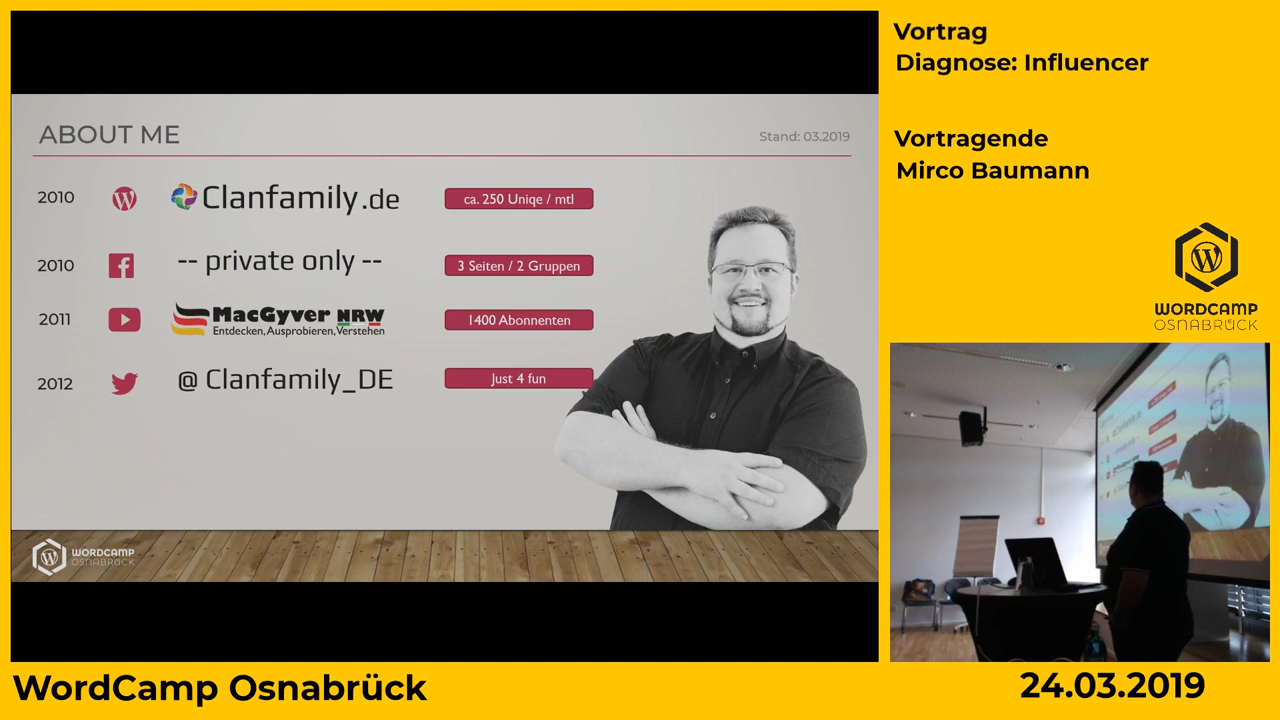 ABOUT ME
Stand: 03.2019
2010
Clanfamily.de
ca. 250 Uniqe / mtl
2010
-- private only --
3 Seiten / 2 Gruppen
2011
MacGyver NRW
Entdecken, Ausprobieren, Verstehen
1400 Abonnenten
2012
@ Clanfamily_DE
Just 4 fun
WORDCAMP
OSNABRÜCK
Vortrag
Diagnose: Influencer
Vortragende
Mirco Baumann
WORDCAMP
OSNABRÜCK
WordCamp Osnabrück
24.03.2019